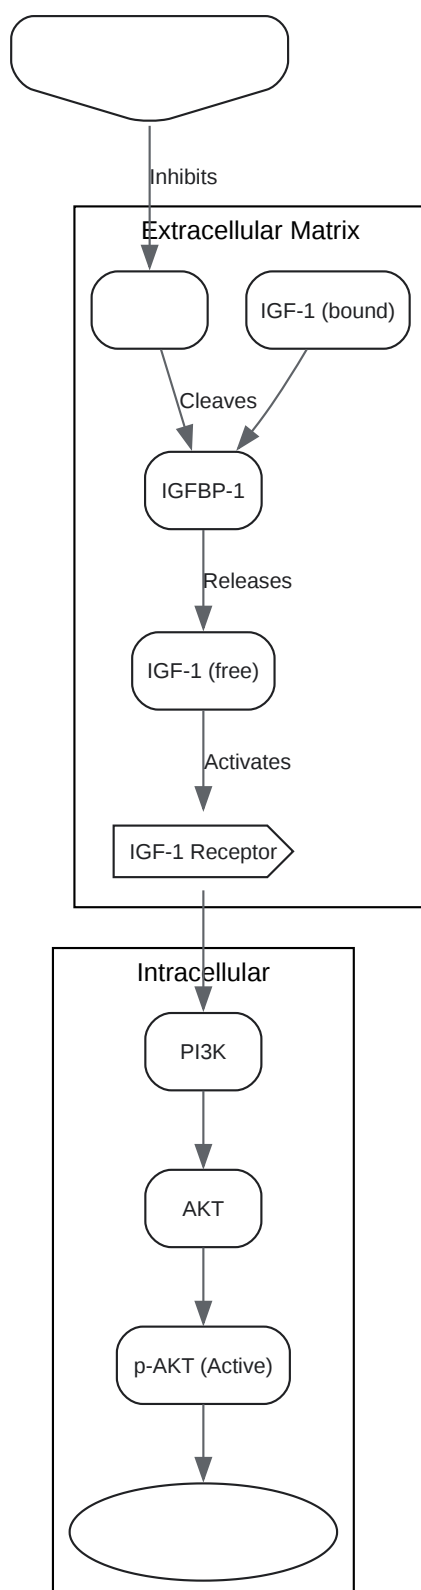 Inhibits
Extracellular Matrix
IGF-1 (bound)
Cleaves
IGFBP-1
Releases
IGF-1 (free)
Activates
IGF-1 Receptor
Intracellular
PI3K
AKT
p-AKT (Active)